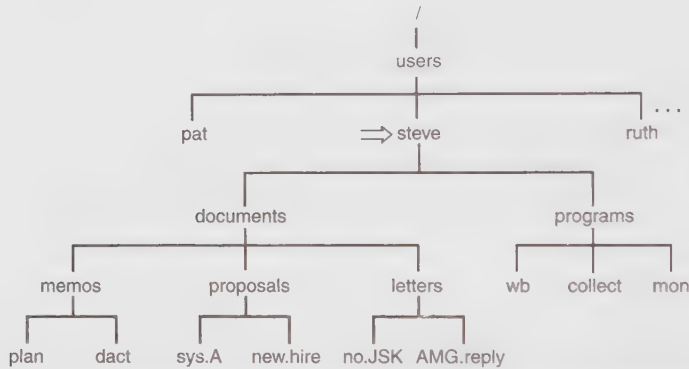 /
users
pat steve ruth ...
documents programs
memos proposals letters wb collect mon
plan dact sys.A new.hire no.JSK AMG.reply